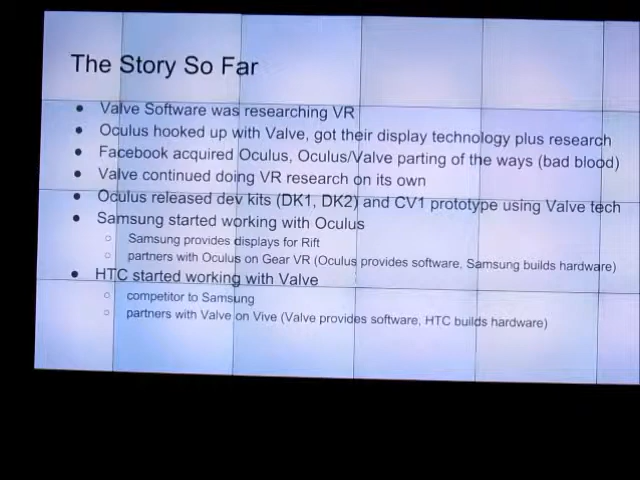 The Story So Far
● Valve Software was researching VR
● Oculus hooked up with Valve, got their display technology plus research
● Facebook acquired Oculus, Oculus/Valve parting of the ways (bad blood)
● Valve continued doing VR research on its own
● Oculus released dev kits (DK1, DK2) and CV1 prototype using Valve tech
● Samsung started working with Oculus
○ Samsung provides displays for Rift
○ partners with Oculus on Gear VR (Oculus provides software, Samsung builds hardware)
● HTC started working with Valve
○ competitor to Samsung
○ partners with Valve on Vive (Valve provides software, HTC builds hardware)